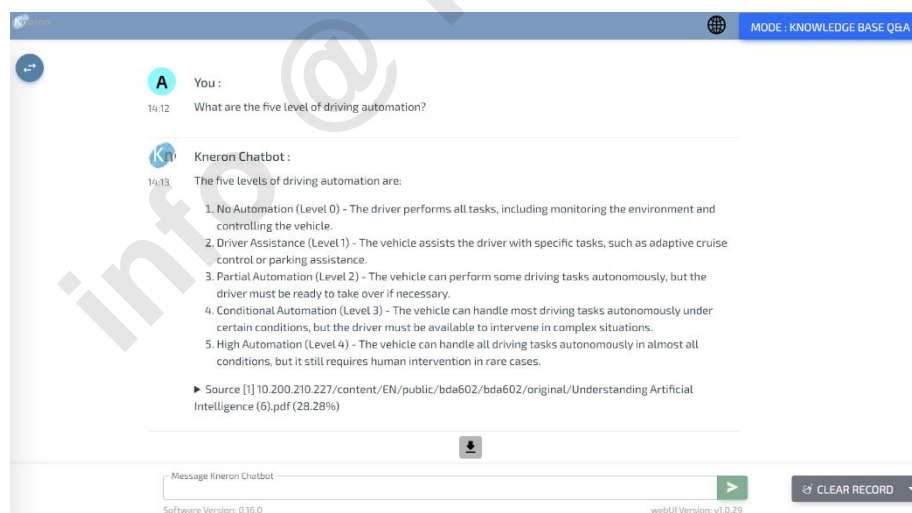 Kneron
MODE : KNOWLEDGE BASE Q&A
A
You :
14:12
What are the five level of driving automation?
Kn
Kneron Chatbot :
14:13
The five levels of driving automation are:
1. No Automation (Level 0) - The driver performs all tasks, including monitoring the environment and
controlling the vehicle.
2. Driver Assistance (Level 1) - The vehicle assists the driver with specific tasks, such as adaptive cruise
control or parking assistance.
3. Partial Automation (Level 2) - The vehicle can perform some driving tasks autonomously, but the
driver must be ready to take over if necessary.
4. Conditional Automation (Level 3) - The vehicle can handle most driving tasks autonomously under
certain conditions, but the driver must be available to intervene in complex situations.
5. High Automation (Level 4) - The vehicle can handle all driving tasks autonomously in almost all
conditions, but it still requires human intervention in rare cases.
▶ Source [1] 10.200.210.227/content/EN/public/bda602/bda602/original/Understanding Artificial
Intelligence (6).pdf (28.28%)
Message Kneron Chatbot
CLEAR RECORD
Software Version: 0.16.0
webUI Version: v1.0.29
info @